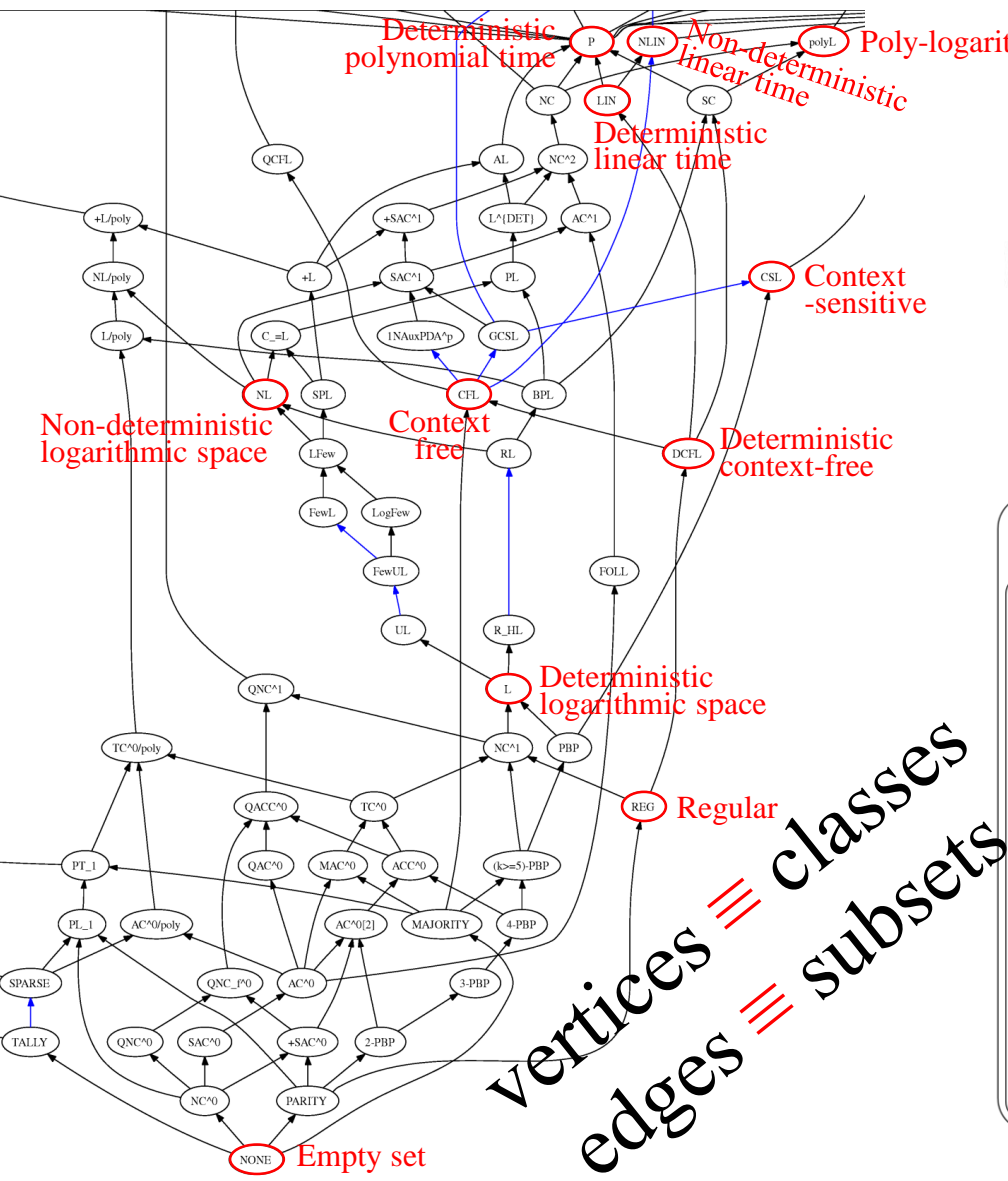 Deterministic
polynomial time
P
NLIN
Non-deterministic
linear time
polyL
Poly-logarit
NC
LIN
SC
Deterministic
linear time
QCFL
AL
NC^2
+L/poly
+SAC^1
L^{DET}
AC^1
NL/poly
+L
SAC^1
PL
CSL
Context
-sensitive
L/poly
C_=L
1NAuxPDA^p
GCSL
NL
SPL
CFL
BPL
Non-deterministic
logarithmic space
Context
free
LFew
RL
DCFL
Deterministic
context-free
FewL
LogFew
FewUL
FOLL
UL
R_HL
QNC^1
L
Deterministic
logarithmic space
TC^0/poly
NC^1
PBP
QACC^0
TC^0
REG
Regular
PT_1
QAC^0
MAC^0
ACC^0
(k>=5)-PBP
PL_1
AC^0/poly
AC^0[2]
MAJORITY
4-PBP
SPARSE
QNC_f^0
AC^0
3-PBP
TALLY
QNC^0
SAC^0
+SAC^0
2-PBP
NC^0
PARITY
NONE
Empty set
vertices ≡ classes
edges ≡ subsets